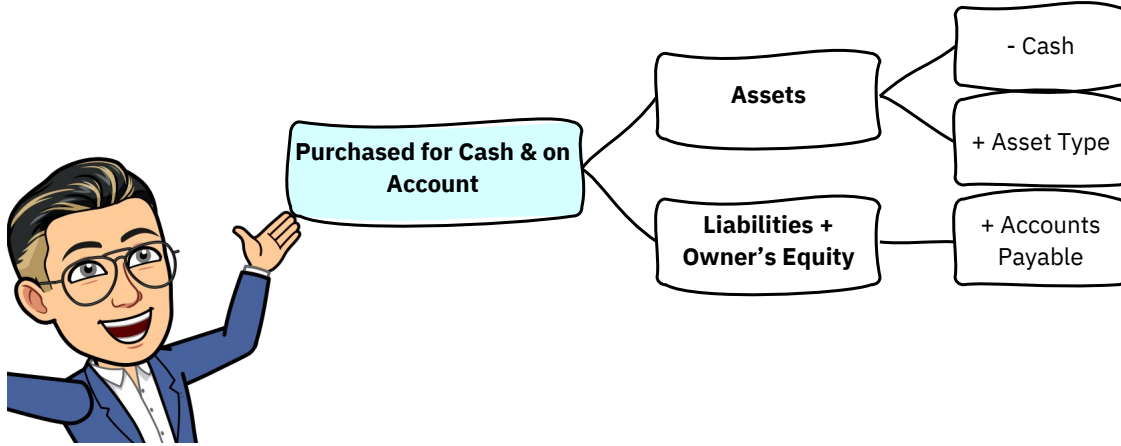 Purchased for Cash & on
Account
Assets
- Cash
+ Asset Type
Liabilities +
Owner’s Equity
+ Accounts
Payable